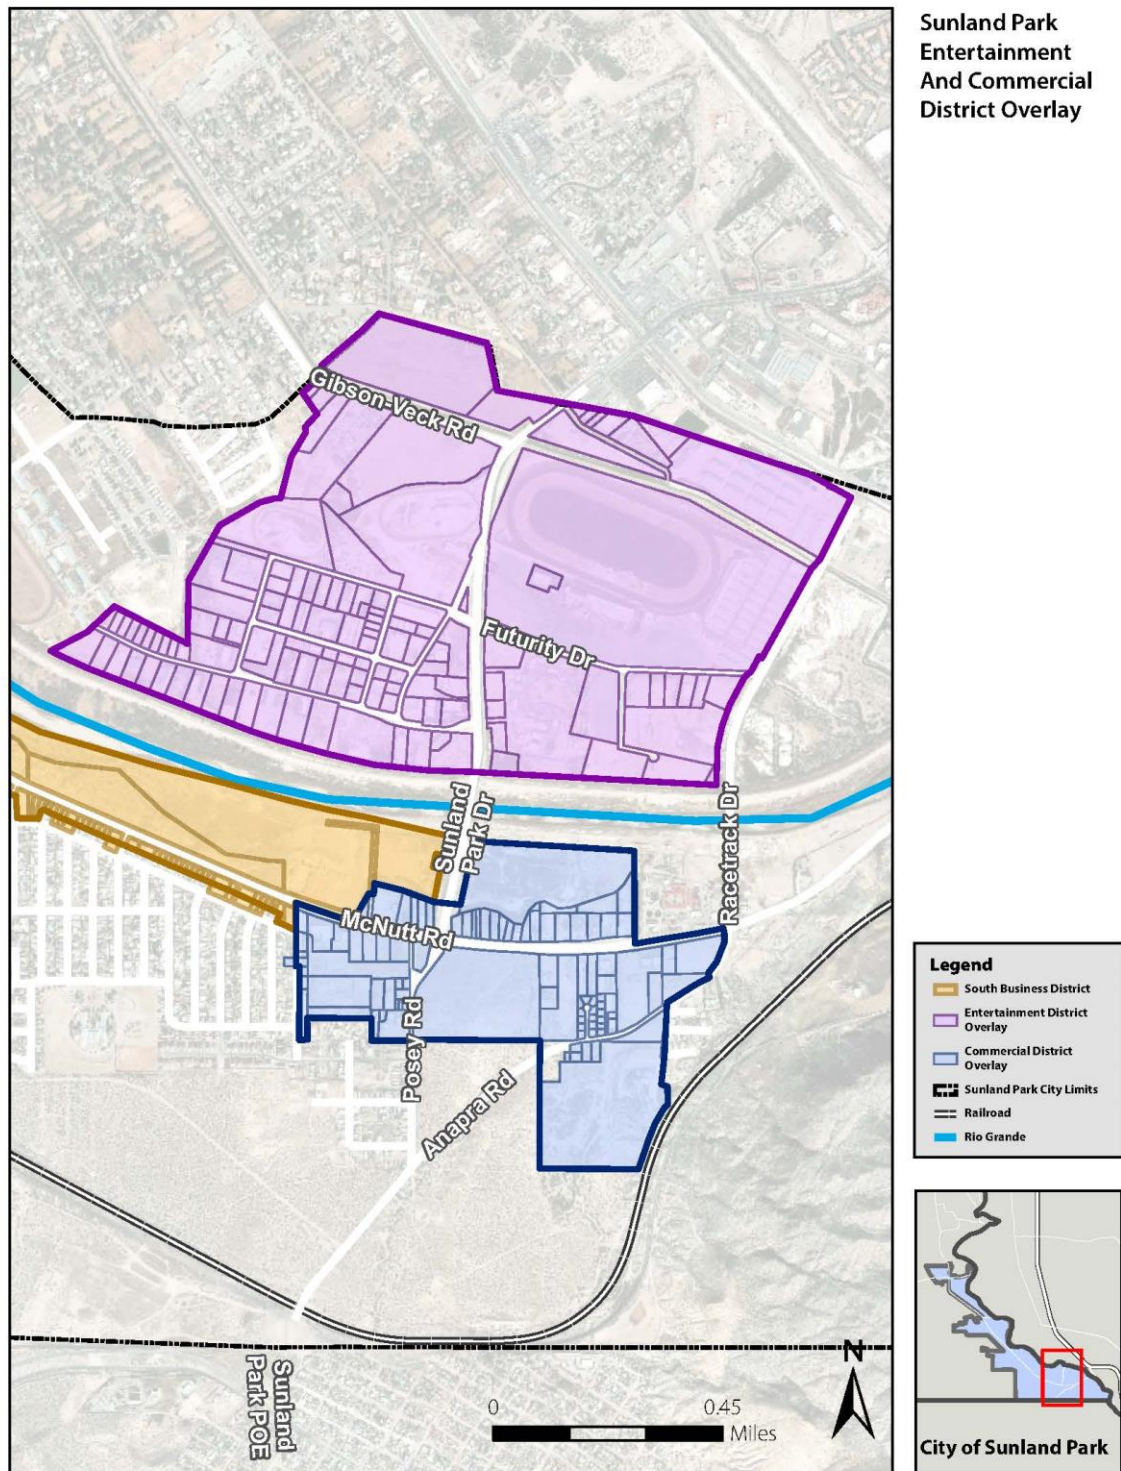 Sunland Park
Entertainment
And Commercial
District Overlay
Gibson-Veck Rd
Futurity Dr
Sunland
Park Dr
Racetrack Dr
McNutt Rd
Posey Rd
Anapra Rd
Sunland
Park POE
Legend
South Business District
Entertainment District
Overlay
Commercial District
Overlay
Sunland Park City Limits
Railroad
Rio Grande
N
0 0.45
Miles
City of Sunland Park